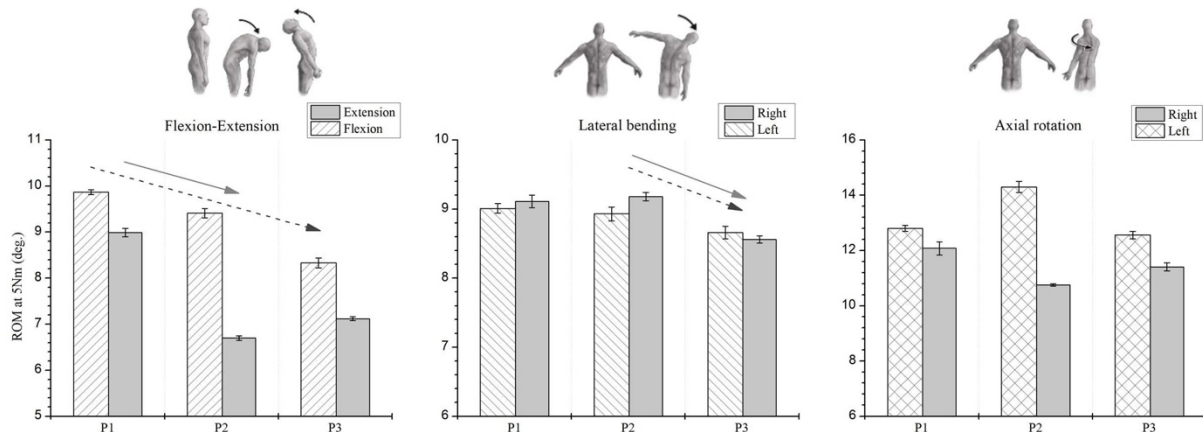 Flexion-Extension
Extension
Flexion
ROM at 5Nm (deg.)
11
10
9
8
7
6
5
P1
P2
P3
Lateral bending
Right
Left
10
9
8
7
6
P1
P2
P3
Axial rotation
Right
Left
16
14
12
10
8
6
P1
P2
P3